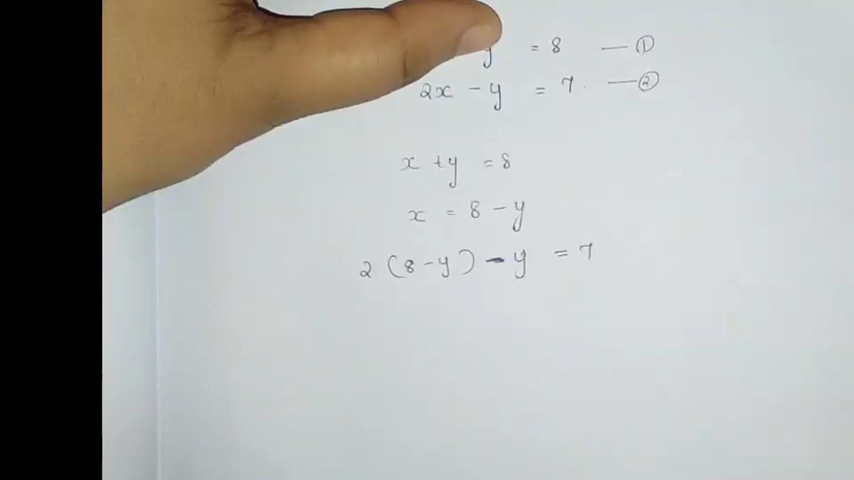 y = 8 — ①
2x - y = 7 — ②
x + y = 8
x = 8 - y
2 (8 - y) - y = 7